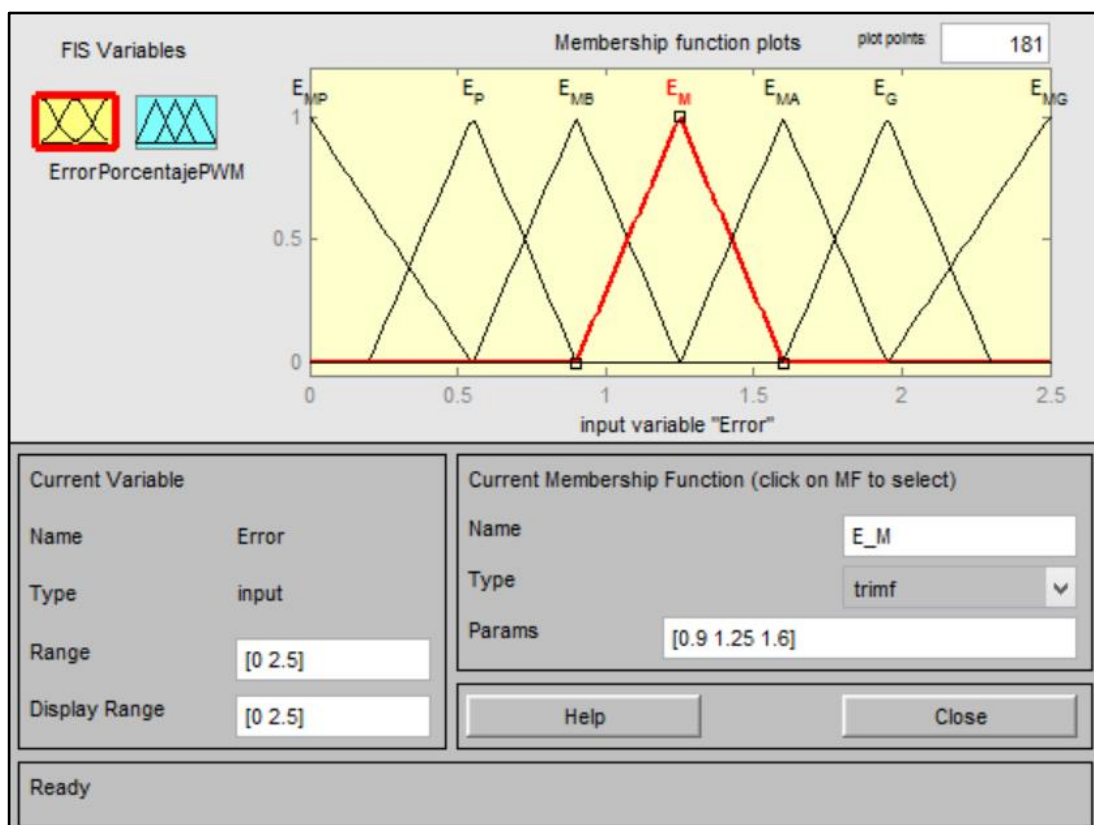 FIS Variables
Membership function plots
plot points:
181
E_MP E_P E_MB E_M E_MA E_G E_MG
1
0.5
0
0 0.5 1 1.5 2 2.5
input variable "Error"
ErrorPorcentajePWM
Current Variable
Name Error
Type input
Range [0 2.5]
Display Range [0 2.5]
Current Membership Function (click on MF to select)
Name E_M
Type trimf
Params [0.9 1.25 1.6]
Help Close
Ready